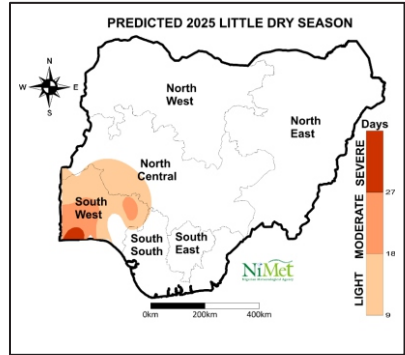 PREDICTED 2025 LITTLE DRY SEASON
N
W
E
S
North
West
North
East
North
Central
South
West
South
South
South
East
Days
SEVERE
27
MODERATE
18
LIGHT
9
NiMet
0km
200km
400km